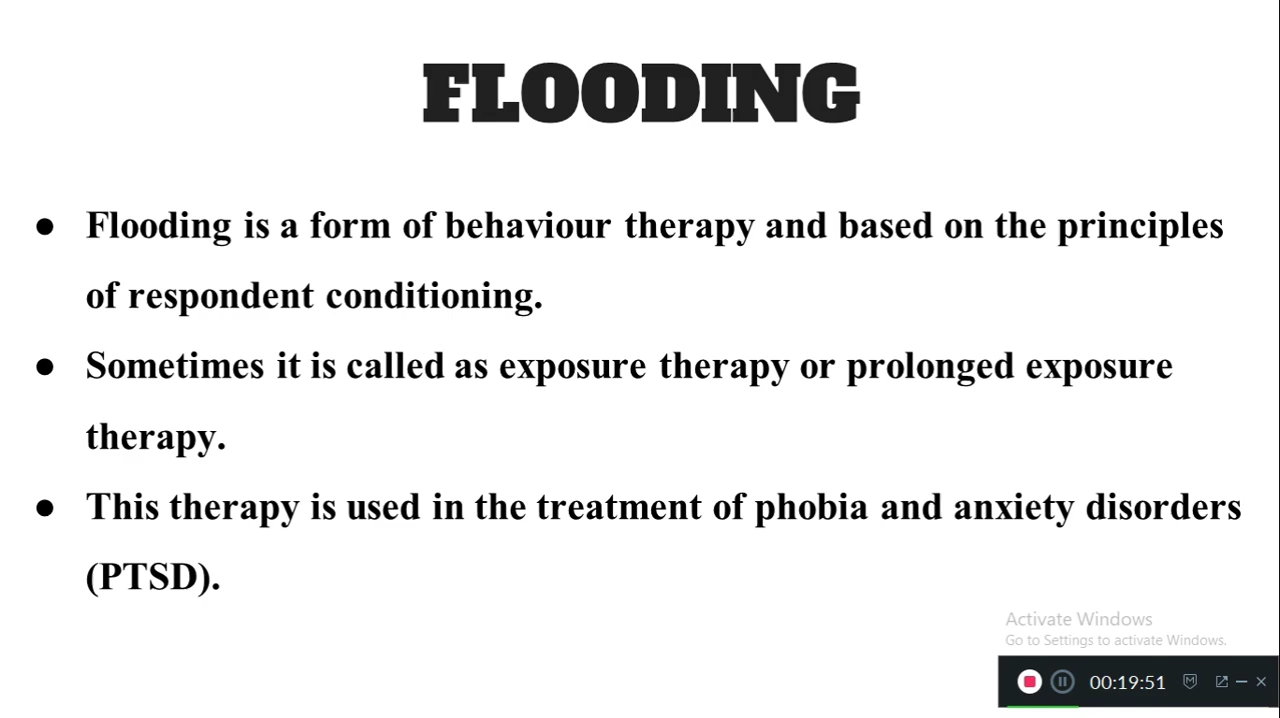 FLOODING
● Flooding is a form of behaviour therapy and based on the principles
of respondent conditioning.
● Sometimes it is called as exposure therapy or prolonged exposure
therapy.
● This therapy is used in the treatment of phobia and anxiety disorders
(PTSD).
Activate Windows
Go to Settings to activate Windows.
00:19:51